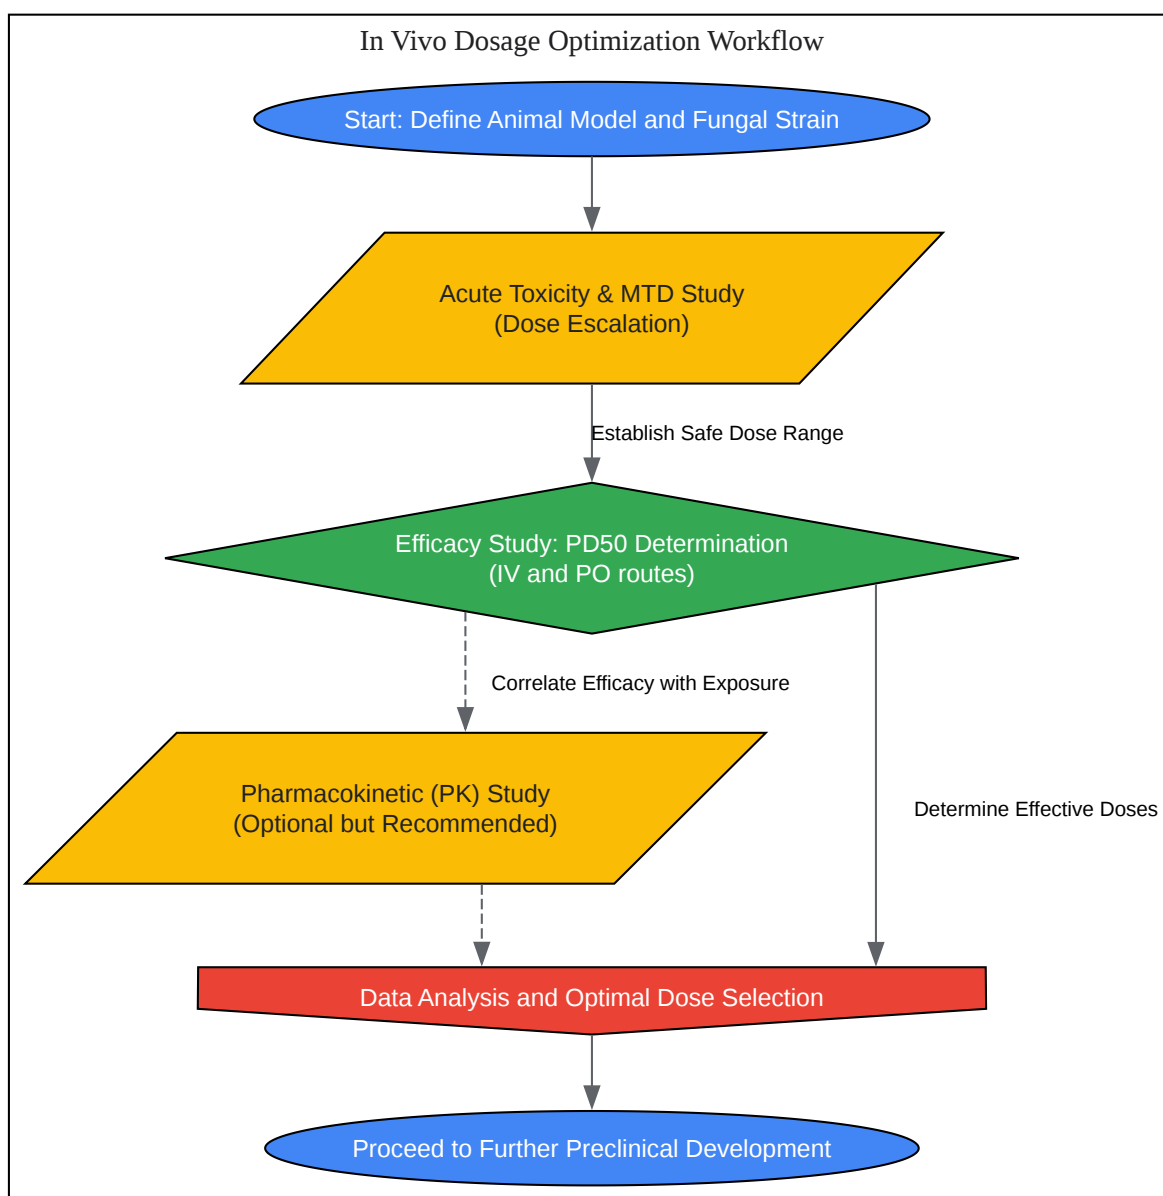 In Vivo Dosage Optimization Workflow
Start: Define Animal Model and Fungal Strain
Acute Toxicity & MTD Study
(Dose Escalation)
Establish Safe Dose Range
Efficacy Study: PD50 Determination
(IV and PO routes)
Correlate Efficacy with Exposure
Pharmacokinetic (PK) Study
(Optional but Recommended)
Determine Effective Doses
Data Analysis and Optimal Dose Selection
Proceed to Further Preclinical Development